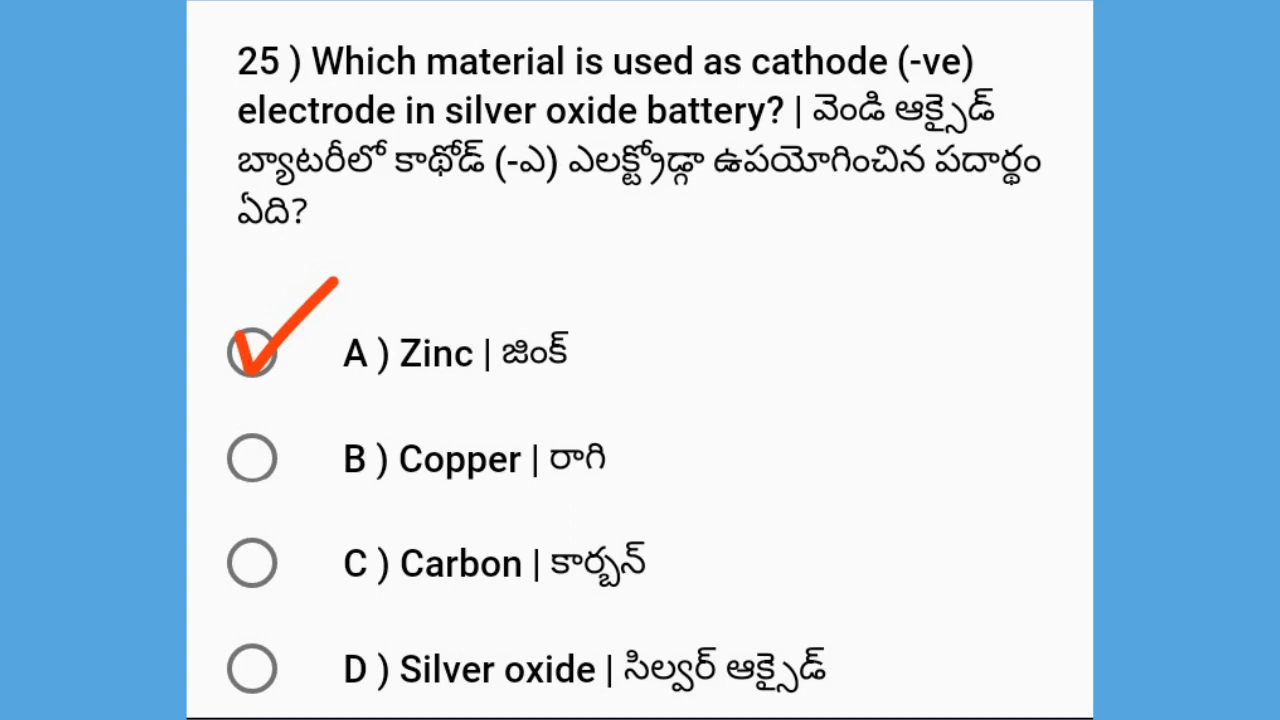 25 ) Which material is used as cathode (-ve)
electrode in silver oxide battery? | వెండి ఆక్సైడ్
బ్యాటరీలో కాథోడ్ (-ఎ) ఎలక్ట్రోడ్గా ఉపయోగించిన పదార్థం
ఏది?
A ) Zinc | జింక్
B ) Copper | రాగి
C ) Carbon | కార్బన్
D ) Silver oxide | సిల్వర్ ఆక్సైడ్